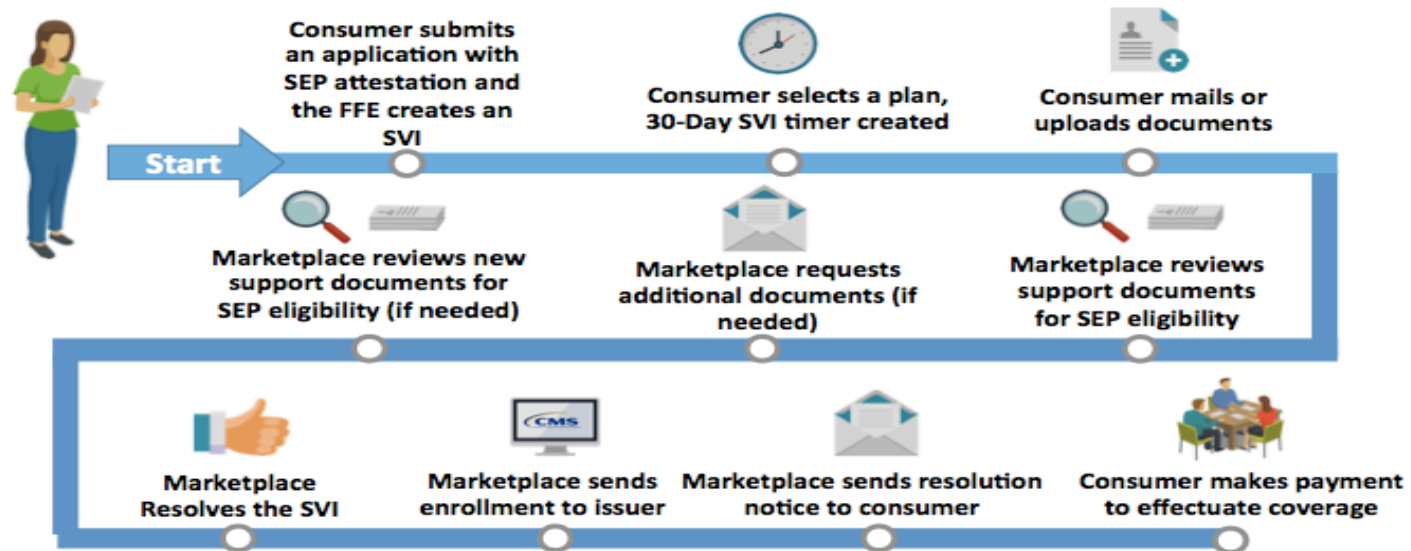 Consumer submits
an application with
SEP attestation and
the FFE creates an
SVI
Consumer selects a plan,
30-Day SVI timer created
Consumer mails or
uploads documents
Start
Marketplace reviews new
support documents for
SEP eligibility (if needed)
Marketplace requests
additional documents (if
needed)
Marketplace reviews
support documents
for SEP eligibility
CMS
Marketplace
Resolves the SVI
Marketplace sends
enrollment to issuer
Marketplace sends resolution
notice to consumer
Consumer makes payment
to effectuate coverage